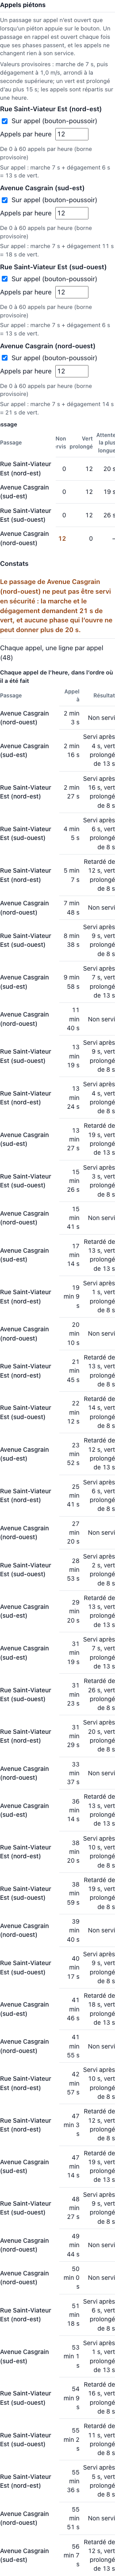 Appels piétons
Un passage sur appel n'est ouvert que
lorsqu'un piéton appuie sur le bouton. Un
passage en rappel est ouvert chaque fois
que ses phases passent, et les appels ne
changent rien à son service.
Valeurs provisoires : marche de 7 s, puis
dégagement à 1,0 m/s, arrondi à la
seconde supérieure; un vert est prolongé
d'au plus 15 s; les appels sont répartis sur
une heure.
Rue Saint-Viateur Est (nord-est)
Sur appel (bouton-poussoir)
Appels par heure 12
De 0 à 60 appels par heure (borne
provisoire)
Sur appel : marche de 7 s + dégagement 6 s
= 13 s de vert.
Avenue Casgrain (sud-est)
Sur appel (bouton-poussoir)
Appels par heure 12
De 0 à 60 appels par heure (borne
provisoire)
Sur appel : marche de 7 s + dégagement 11 s
= 18 s de vert.
Rue Saint-Viateur Est (sud-ouest)
Sur appel (bouton-poussoir)
Appels par heure 12
De 0 à 60 appels par heure (borne
provisoire)
Sur appel : marche de 7 s + dégagement 6 s
= 13 s de vert.
Avenue Casgrain (nord-ouest)
Sur appel (bouton-poussoir)
Appels par heure 12
De 0 à 60 appels par heure (borne
provisoire)
Sur appel : marche de 7 s + dégagement 14 s
= 21 s de vert.
ssage
Passage Non rvis Vert prolongé Attente la plus longue
Rue Saint-Viateur Est (nord-est) 0 12 20 s
Avenue Casgrain (sud-est) 0 12 19 s
Rue Saint-Viateur Est (sud-ouest) 0 12 26 s
Avenue Casgrain (nord-ouest) 12 0 –
Constats
Le passage de Avenue Casgrain
(nord-ouest) ne peut pas être servi
en sécurité : la marche et le
dégagement demandent 21 s de
vert, et aucune phase qui l'ouvre ne
peut donner plus de 20 s.
Chaque appel, une ligne par appel
(48)
Chaque appel de l'heure, dans l'ordre où
il a été fait
Passage Appel à Résultat
Avenue Casgrain (nord-ouest) 2 min 3 s Non servi
Avenue Casgrain (sud-est) 2 min 16 s Servi après 4 s, vert prolongé de 13 s
Rue Saint-Viateur Est (nord-est) 2 min 27 s Servi après 16 s, vert prolongé de 8 s
Rue Saint-Viateur Est (sud-ouest) 4 min 5 s Servi après 6 s, vert prolongé de 8 s
Rue Saint-Viateur Est (nord-est) 5 min 7 s Retardé de 12 s, vert prolongé de 8 s
Avenue Casgrain (nord-ouest) 7 min 48 s Non servi
Rue Saint-Viateur Est (sud-ouest) 8 min 38 s Servi après 9 s, vert prolongé de 8 s
Avenue Casgrain (sud-est) 9 min 58 s Servi après 7 s, vert prolongé de 13 s
Avenue Casgrain (nord-ouest) 11 min 40 s Non servi
Rue Saint-Viateur Est (sud-ouest) 13 min 19 s Servi après 9 s, vert prolongé de 8 s
Rue Saint-Viateur Est (nord-est) 13 min 24 s Servi après 4 s, vert prolongé de 8 s
Avenue Casgrain (sud-est) 13 min 27 s Retardé de 19 s, vert prolongé de 13 s
Rue Saint-Viateur Est (sud-ouest) 15 min 26 s Servi après 3 s, vert prolongé de 8 s
Avenue Casgrain (nord-ouest) 15 min 41 s Non servi
Avenue Casgrain (sud-est) 17 min 14 s Retardé de 13 s, vert prolongé de 13 s
Rue Saint-Viateur Est (nord-est) 19 min 9 s Servi après 1 s, vert prolongé de 8 s
Avenue Casgrain (nord-ouest) 20 min 10 s Non servi
Rue Saint-Viateur Est (nord-est) 21 min 45 s Retardé de 13 s, vert prolongé de 8 s
Rue Saint-Viateur Est (sud-ouest) 22 min 12 s Retardé de 14 s, vert prolongé de 8 s
Avenue Casgrain (sud-est) 23 min 52 s Retardé de 12 s, vert prolongé de 13 s
Rue Saint-Viateur Est (nord-est) 25 min 41 s Servi après 6 s, vert prolongé de 8 s
Avenue Casgrain (nord-ouest) 27 min 20 s Non servi
Rue Saint-Viateur Est (sud-ouest) 28 min 53 s Servi après 2 s, vert prolongé de 8 s
Avenue Casgrain (sud-est) 29 min 20 s Retardé de 13 s, vert prolongé de 13 s
Avenue Casgrain (sud-est) 31 min 19 s Servi après 7 s, vert prolongé de 13 s
Rue Saint-Viateur Est (sud-ouest) 31 min 23 s Retardé de 26 s, vert prolongé de 8 s
Rue Saint-Viateur Est (nord-est) 31 min 29 s Servi après 20 s, vert prolongé de 8 s
Avenue Casgrain (nord-ouest) 33 min 37 s Non servi
Avenue Casgrain (sud-est) 36 min 14 s Retardé de 13 s, vert prolongé de 13 s
Rue Saint-Viateur Est (nord-est) 38 min 20 s Servi après 10 s, vert prolongé de 8 s
Rue Saint-Viateur Est (sud-ouest) 38 min 59 s Retardé de 19 s, vert prolongé de 8 s
Avenue Casgrain (nord-ouest) 39 min 40 s Non servi
Rue Saint-Viateur Est (sud-ouest) 40 min 17 s Servi après 9 s, vert prolongé de 8 s
Avenue Casgrain (sud-est) 41 min 46 s Retardé de 18 s, vert prolongé de 13 s
Avenue Casgrain (nord-ouest) 41 min 55 s Non servi
Rue Saint-Viateur Est (nord-est) 42 min 57 s Servi après 10 s, vert prolongé de 8 s
Rue Saint-Viateur Est (nord-est) 47 min 3 s Retardé de 12 s, vert prolongé de 8 s
Avenue Casgrain (sud-est) 47 min 14 s Retardé de 19 s, vert prolongé de 13 s
Rue Saint-Viateur Est (sud-ouest) 48 min 27 s Servi après 9 s, vert prolongé de 8 s
Avenue Casgrain (nord-ouest) 49 min 44 s Non servi
Avenue Casgrain (nord-ouest) 50 min 0 s Non servi
Rue Saint-Viateur Est (nord-est) 51 min 18 s Servi après 6 s, vert prolongé de 8 s
Avenue Casgrain (sud-est) 53 min 1 s Servi après 1 s, vert prolongé de 13 s
Rue Saint-Viateur Est (sud-ouest) 54 min 9 s Retardé de 16 s, vert prolongé de 8 s
Rue Saint-Viateur Est (sud-ouest) 55 min 2 s Retardé de 11 s, vert prolongé de 8 s
Rue Saint-Viateur Est (nord-est) 55 min 36 s Servi après 5 s, vert prolongé de 8 s
Avenue Casgrain (nord-ouest) 55 min 51 s Non servi
Avenue Casgrain (sud-est) 56 min 7 s Retardé de 12 s, vert prolongé de 13 s